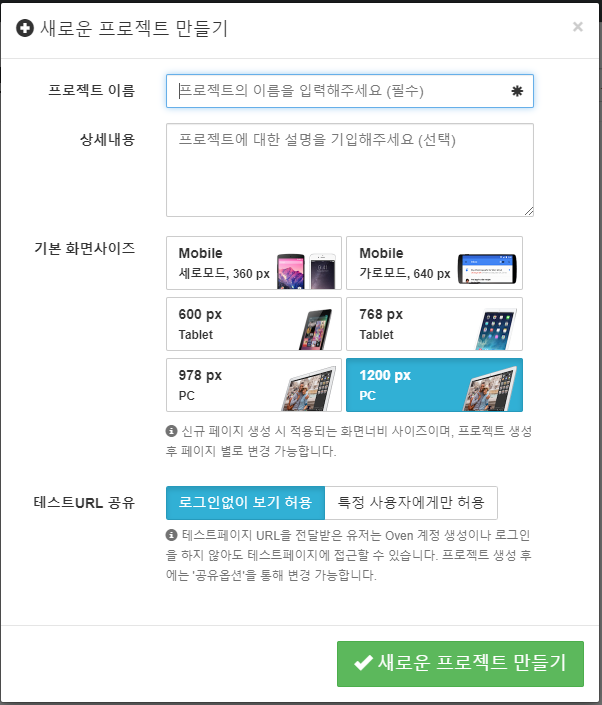 새로운 프로젝트 만들기
×
프로젝트 이름
프로젝트의 이름을 입력해주세요 (필수)
상세내용
프로젝트에 대한 설명을 기입해주세요 (선택)
기본 화면사이즈
Mobile
세로모드, 360 px
Mobile
가로모드, 640 px
600 px
Tablet
768 px
Tablet
978 px
PC
1200 px
PC
신규 페이지 생성 시 적용되는 화면너비 사이즈이며, 프로젝트 생성
후 페이지 별로 변경 가능합니다.
테스트URL 공유
로그인없이 보기 허용
특정 사용자에게만 허용
테스트페이지 URL을 전달받은 유저는 Oven 계정 생성이나 로그인
을 하지 않아도 테스트페이지에 접근할 수 있습니다. 프로젝트 생성 후
에는 '공유옵션'을 통해 변경 가능합니다.
새로운 프로젝트 만들기